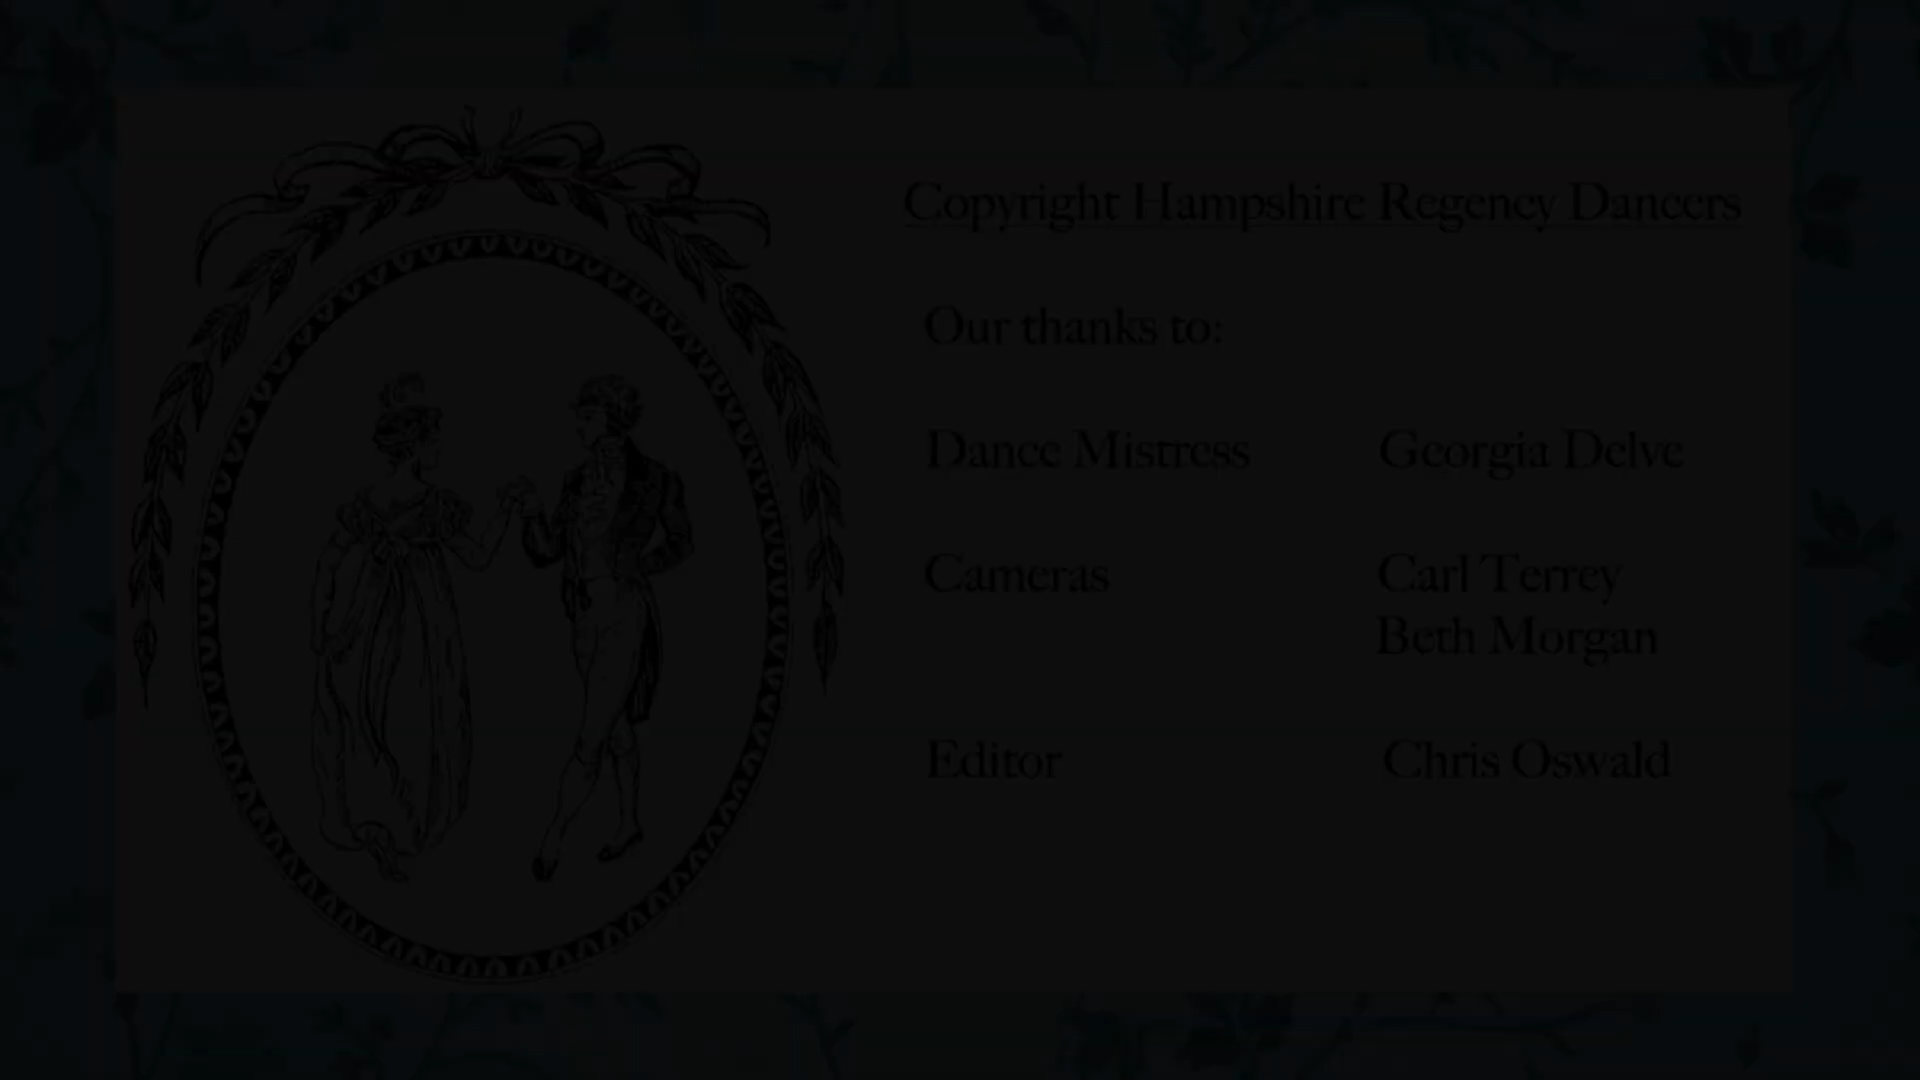 Copyright Hampshire Regency Dancers
Our thanks to:
Dance Mistress Georgia Delve
Cameras Carl Terrey
Beth Morgan
Editor Chris Oswald